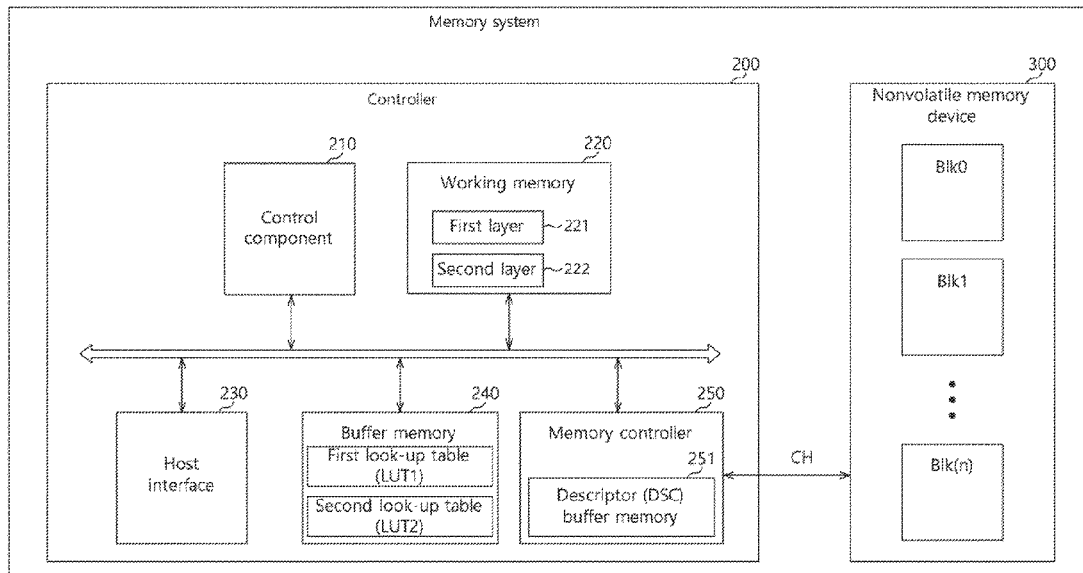 Memory system
200
Controller
210
Control
component
220
Working memory
First layer
221
Second layer
222
230
Host
interface
240
Buffer memory
First look-up table
(LUT1)
Second look-up table
(LUT2)
250
Memory controller
251
Descriptor (DSC)
buffer memory
CH
300
Nonvolatile memory
device
Blk0
Blk1
Blk(n)